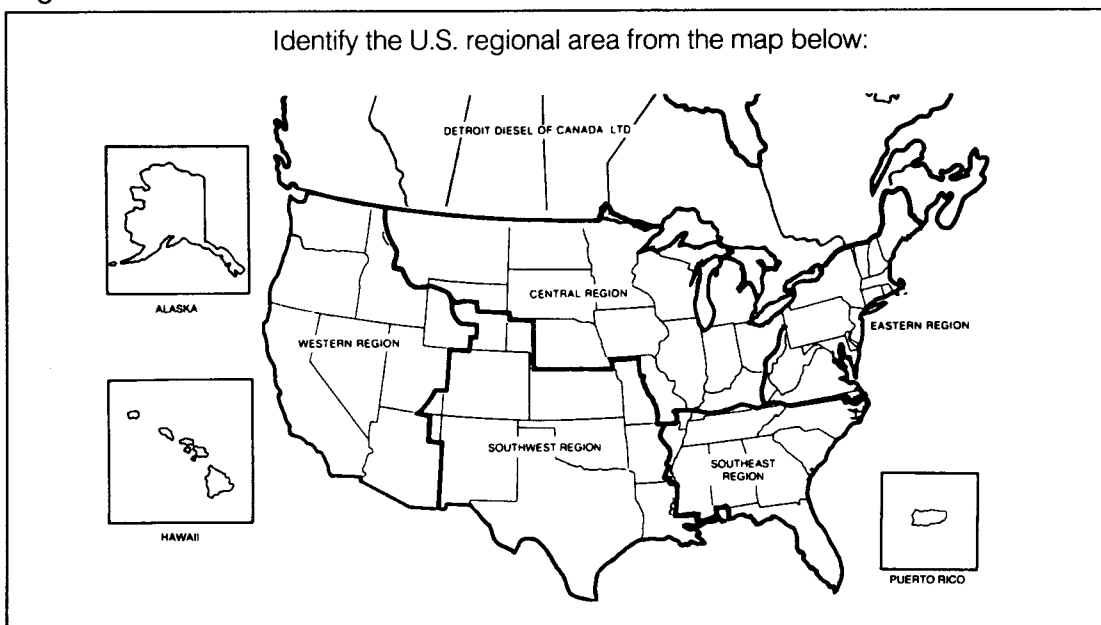 Identify the U.S. regional area from the map below:
DETROIT DIESEL OF CANADA LTD
ALASKA
CENTRAL REGION
EASTERN REGION
WESTERN REGION
SOUTHWEST REGION
SOUTHEAST
REGION
HAWAII
PUERTO RICO